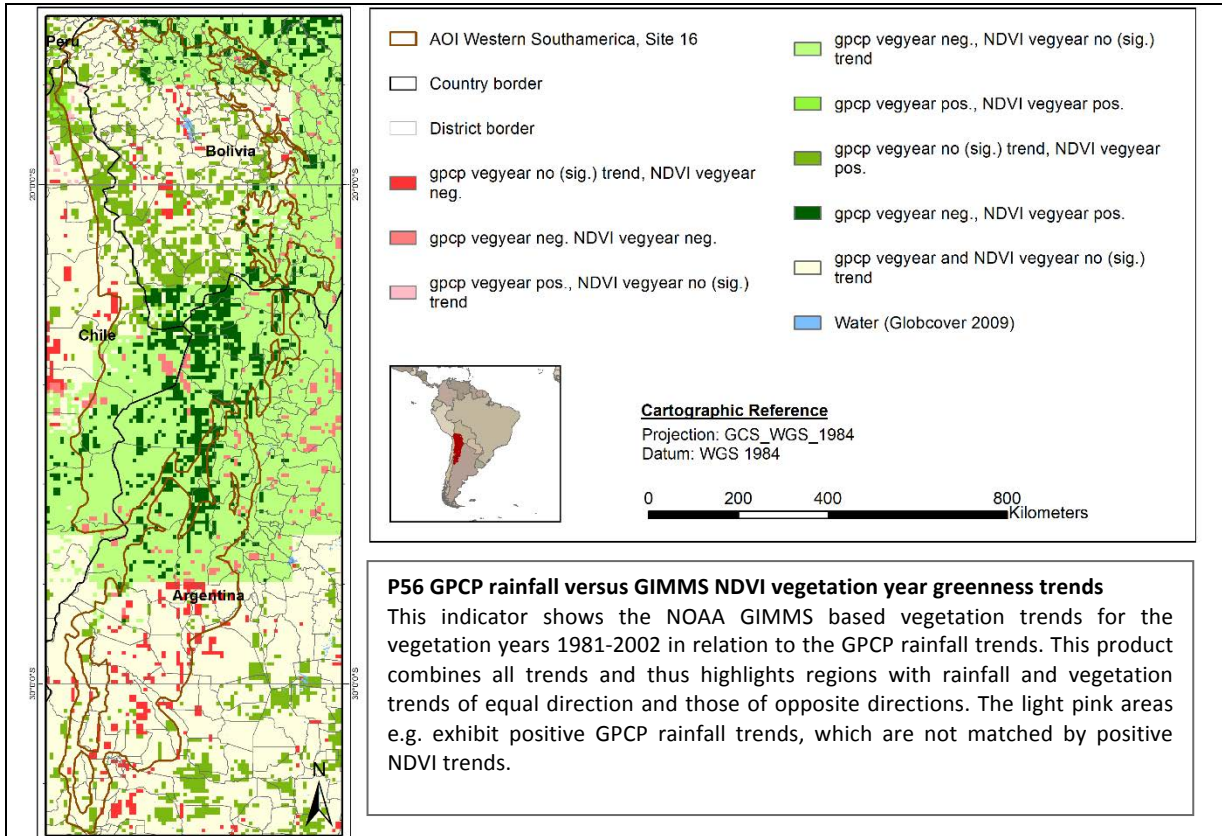 Peru
Bolivia
Chile
Argentina
20°0'0"S
20°0'0"S
30°0'0"S
30°0'0"S
N
AOI Western Southamerica, Site 16
Country border
District border
gpcp vegyear no (sig.) trend, NDVI vegyear
neg.
gpcp vegyear neg. NDVI vegyear neg.
gpcp vegyear pos., NDVI vegyear no (sig.)
trend
gpcp vegyear neg., NDVI vegyear no (sig.)
trend
gpcp vegyear pos., NDVI vegyear pos.
gpcp vegyear no (sig.) trend, NDVI vegyear
pos.
gpcp vegyear neg., NDVI vegyear pos.
gpcp vegyear and NDVI vegyear no (sig.)
trend
Water (Globcover 2009)
Cartographic Reference
Projection: GCS_WGS_1984
Datum: WGS 1984
0 200 400 800
Kilometers
P56 GPCP rainfall versus GIMMS NDVI vegetation year greenness trends
This indicator shows the NOAA GIMMS based vegetation trends for the
vegetation years 1981-2002 in relation to the GPCP rainfall trends. This product
combines all trends and thus highlights regions with rainfall and vegetation
trends of equal direction and those of opposite directions. The light pink areas
e.g. exhibit positive GPCP rainfall trends, which are not matched by positive
NDVI trends.